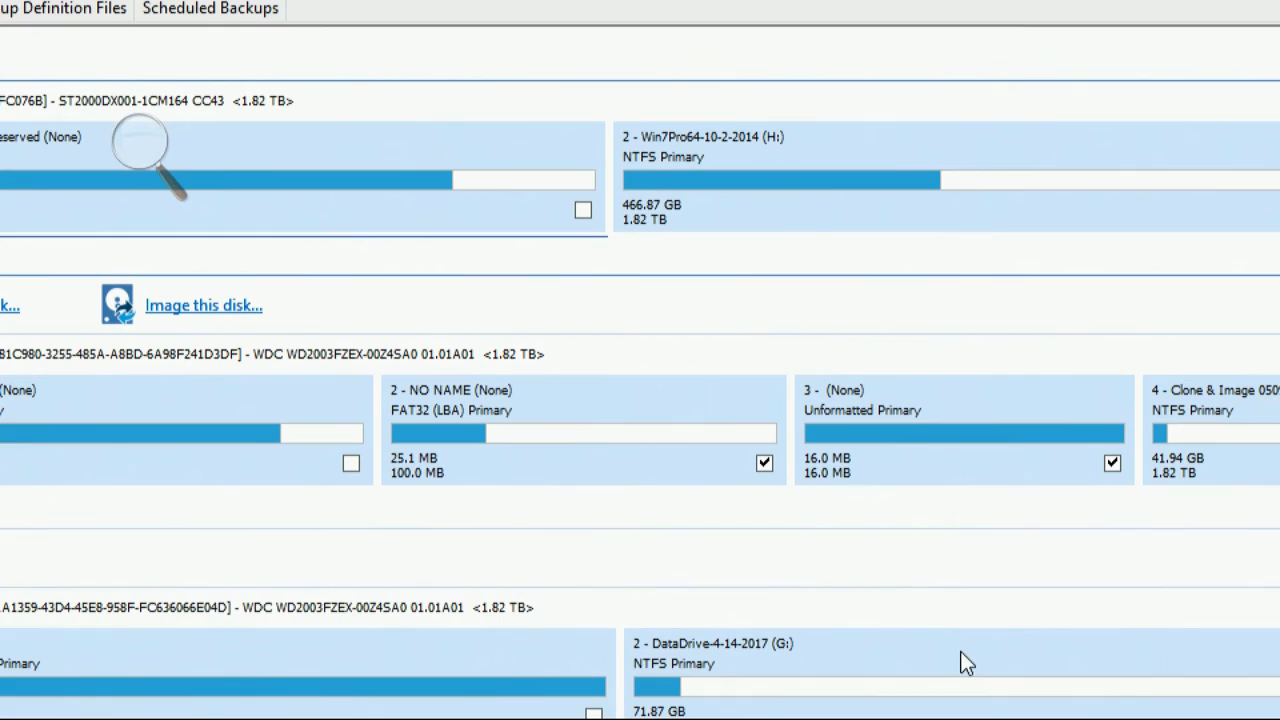 up Definition Files
Scheduled Backups
FC076B] - ST2000DX001-1CM164 CC43 <1.82 TB>
eserved (None)
2 - Win7Pro64-10-2-2014 (H:)
NTFS Primary
466.87 GB
1.82 TB
k...
Image this disk...
81C980-3255-485A-A8BD-6A98F241D3DF] - WDC WD2003FZEX-00Z4SA0 01.01A01 <1.82 TB>
(None)
2 - NO NAME (None)
FAT32 (LBA) Primary
25.1 MB
100.0 MB
3 - (None)
Unformatted Primary
16.0 MB
16.0 MB
4 - Clone & Image 050
NTFS Primary
41.94 GB
1.82 TB
A1359-43D4-45E8-958F-FC636066E04D] - WDC WD2003FZEX-00Z4SA0 01.01A01 <1.82 TB>
Primary
2 - DataDrive-4-14-2017 (G:)
NTFS Primary
71.87 GB